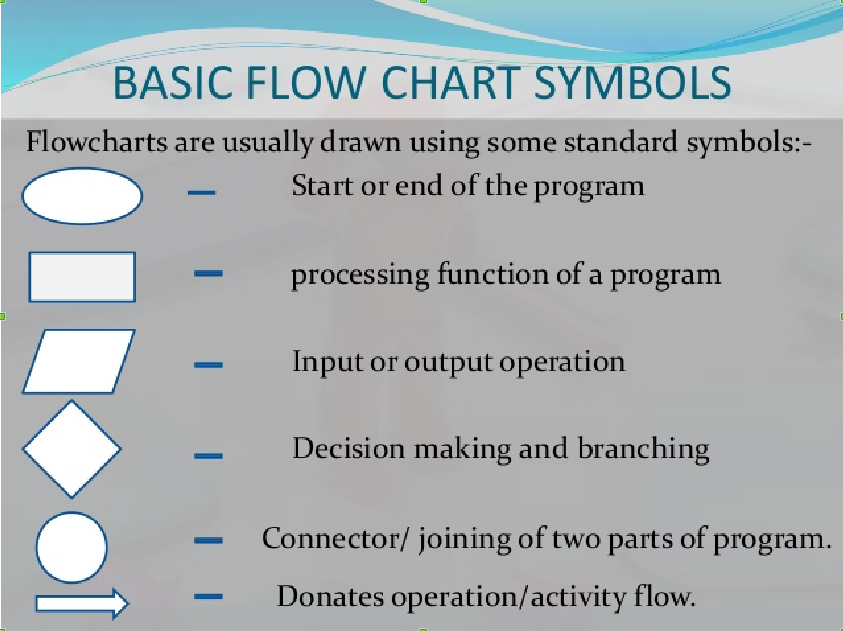 BASIC FLOW CHART SYMBOLS
Flowcharts are usually drawn using some standard symbols:-
Start or end of the program
processing function of a program
Input or output operation
Decision making and branching
Connector/ joining of two parts of program.
Donates operation/activity flow.